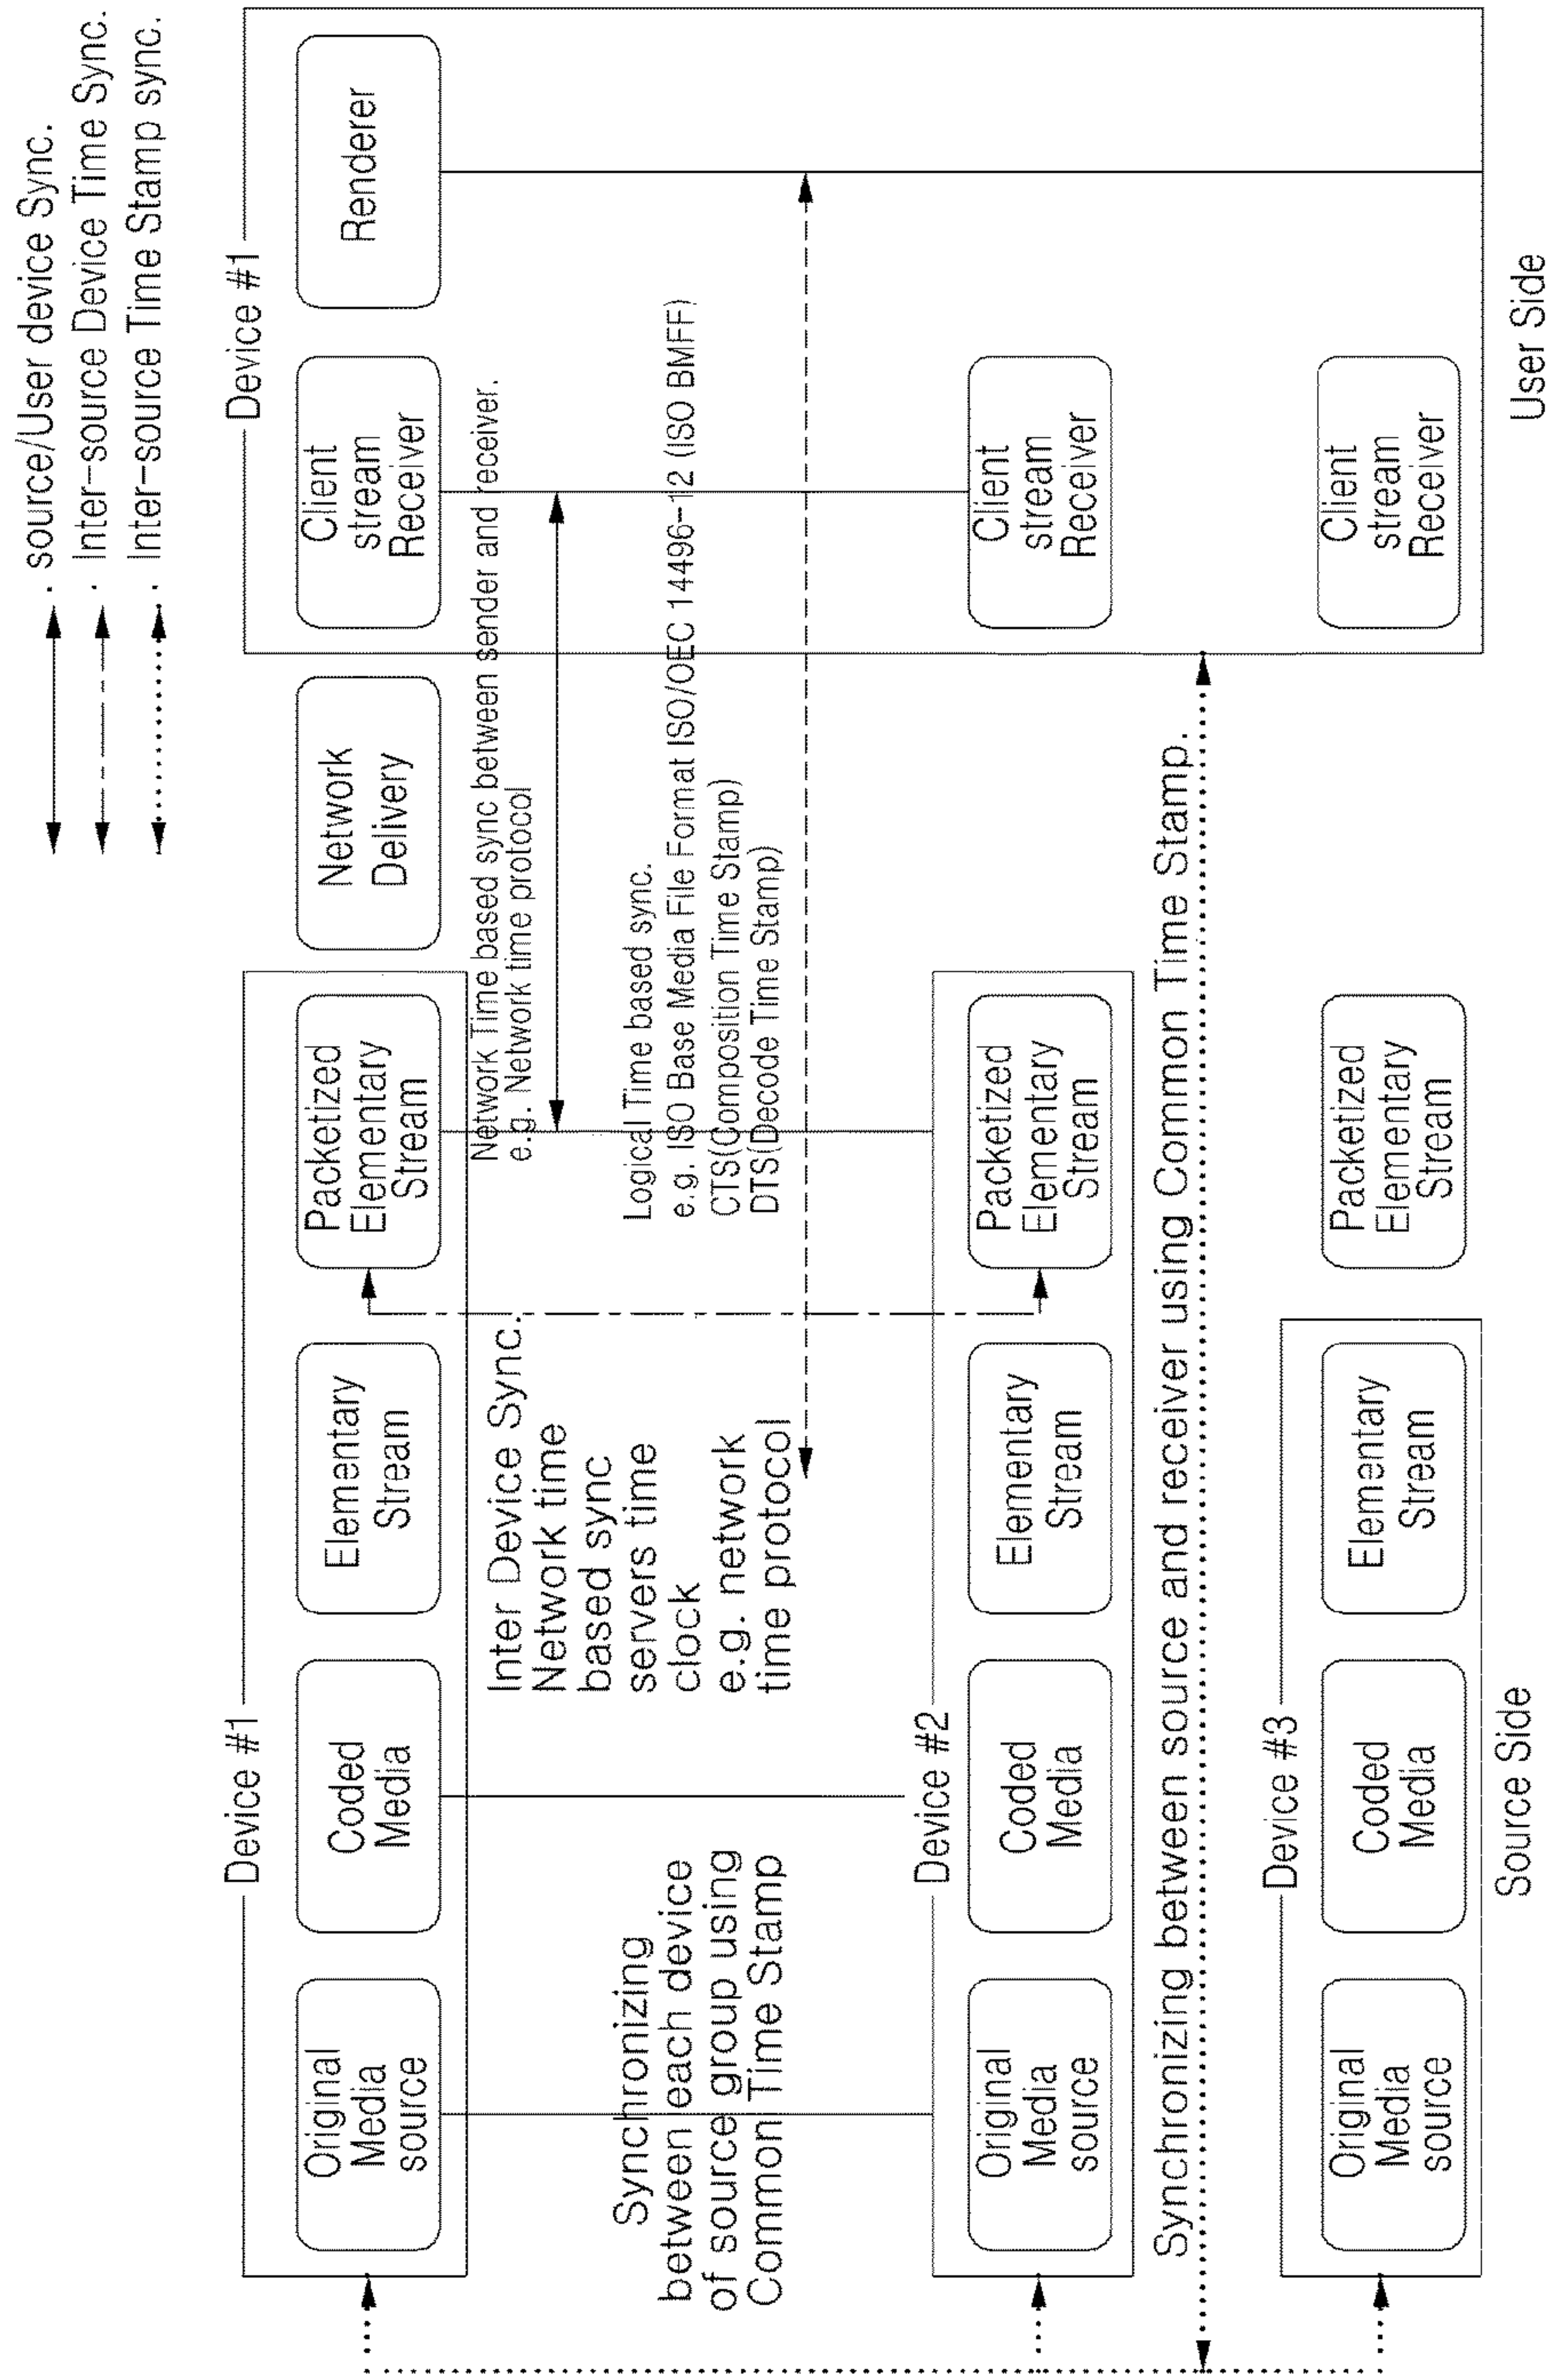 . source/User device Sync.
. Inter-source Device Time Sync.
. Inter-source Time Stamp sync.
Device #1
Device #1
Original
Media
source
Coded
Media
Elementary
Stream
Packetized
Elementary
Stream
Network
Delivery
Client
stream
Receiver
Renderer
Network Time based sync between sender and receiver.
e.g. Network time protocol
Inter Device Sync.
Network time
based sync
servers time
clock
e.g. network
time protocol
Logical Time based sync.
e.g. ISO Base Media File Format ISO/OEC 14496-12 (ISO BMFF)
CTS(Composition Time Stamp)
DTS(Decode Time Stamp)
Synchronizing
between each device
of source group using
Common Time Stamp
Device #2
Original
Media
source
Coded
Media
Elementary
Stream
Packetized
Elementary
Stream
Client
stream
Receiver
Synchronizing between source and receiver using Common Time Stamp.
Device #3
Original
Media
source
Coded
Media
Elementary
Stream
Packetized
Elementary
Stream
Client
stream
Receiver
Source Side
User Side